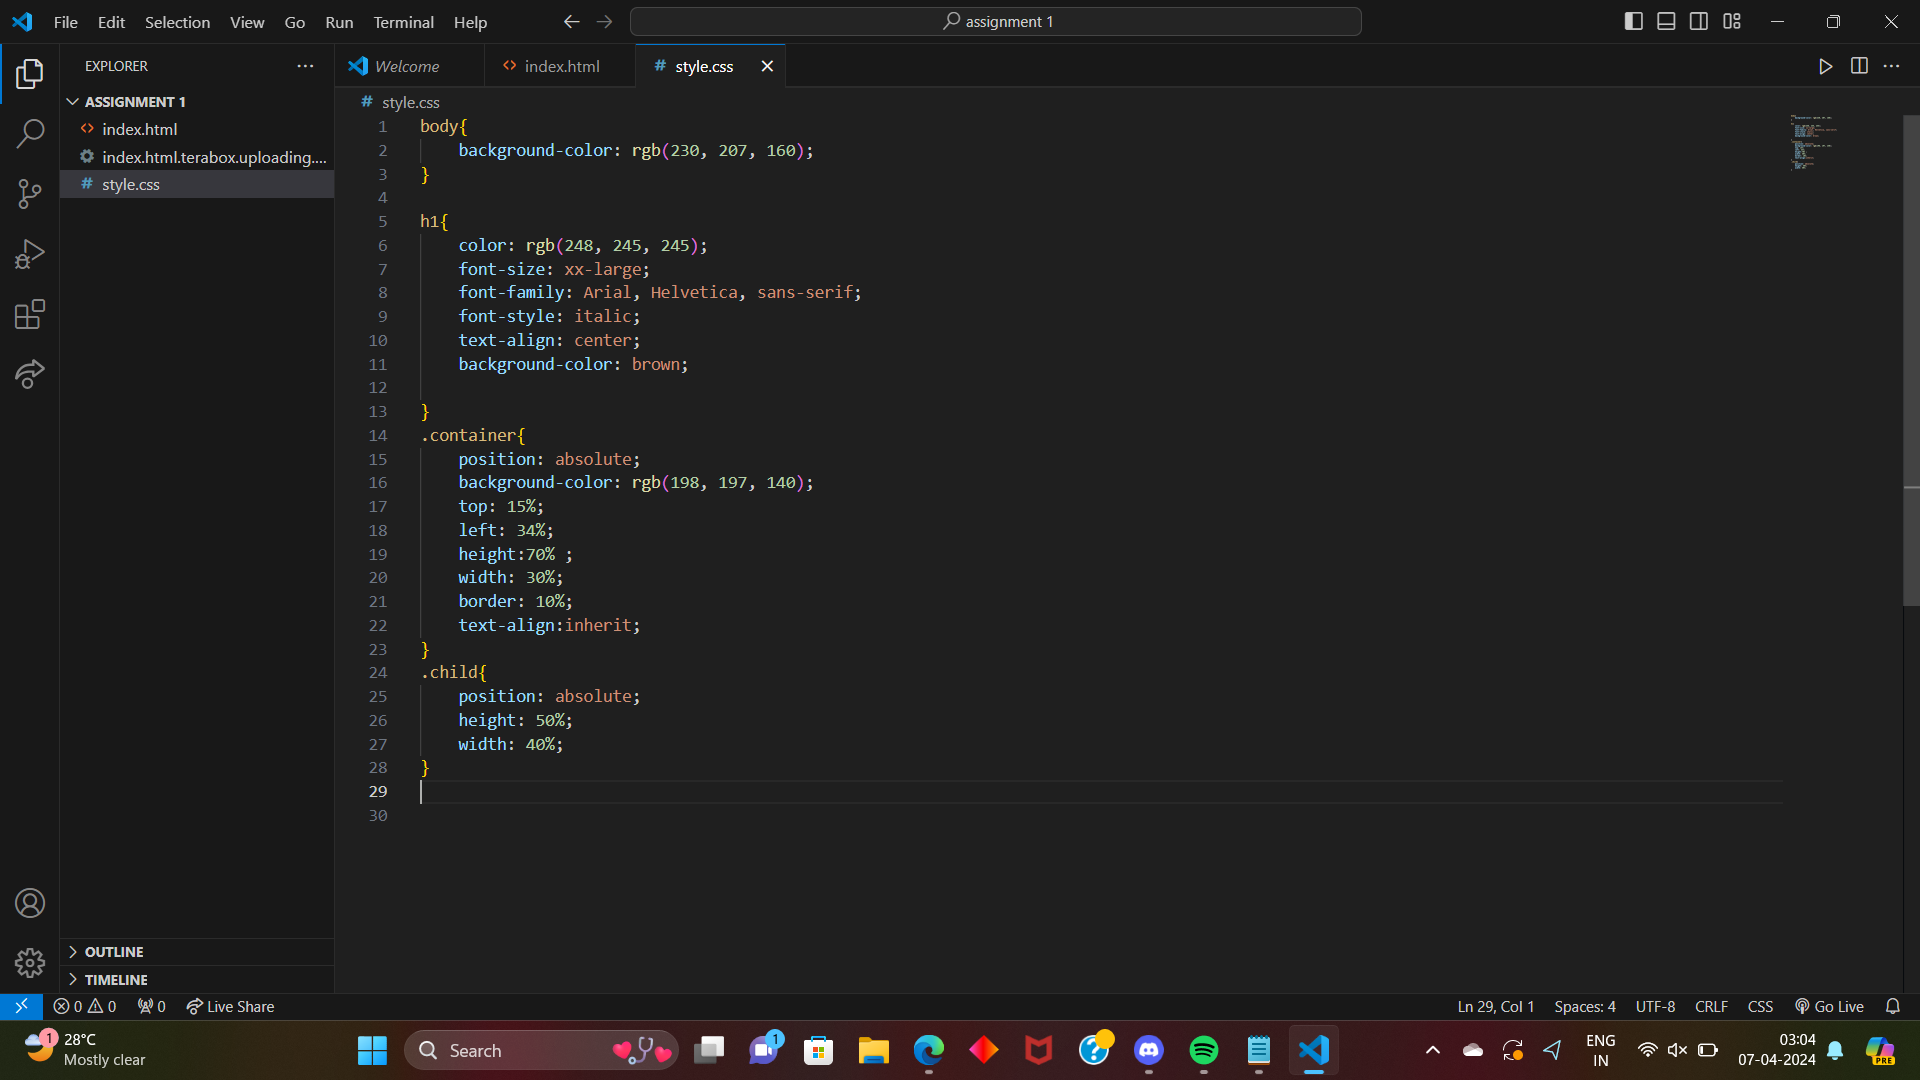 File Edit Selection View Go Run Terminal Help
assignment 1
EXPLORER
Welcome
index.html
style.css
ASSIGNMENT 1
index.html
index.html.terabox.uploading....
style.css
# style.css
1 body{
2 background-color: rgb(230, 207, 160);
3 }
4
5 h1{
6 color: rgb(248, 245, 245);
7 font-size: xx-large;
8 font-family: Arial, Helvetica, sans-serif;
9 font-style: italic;
10 text-align: center;
11 background-color: brown;
12
13 }
14 .container{
15 position: absolute;
16 background-color: rgb(198, 197, 140);
17 top: 15%;
18 left: 34%;
19 height:70% ;
20 width: 30%;
21 border: 10%;
22 text-align:inherit;
23 }
24 .child{
25 position: absolute;
26 height: 50%;
27 width: 40%;
28 }
29
30
OUTLINE
TIMELINE
0 0 0 Live Share
Ln 29, Col 1 Spaces: 4 UTF-8 CRLF CSS Go Live
1
28°C
Mostly clear
Search
1
ENG
IN
03:04
07-04-2024
PRE